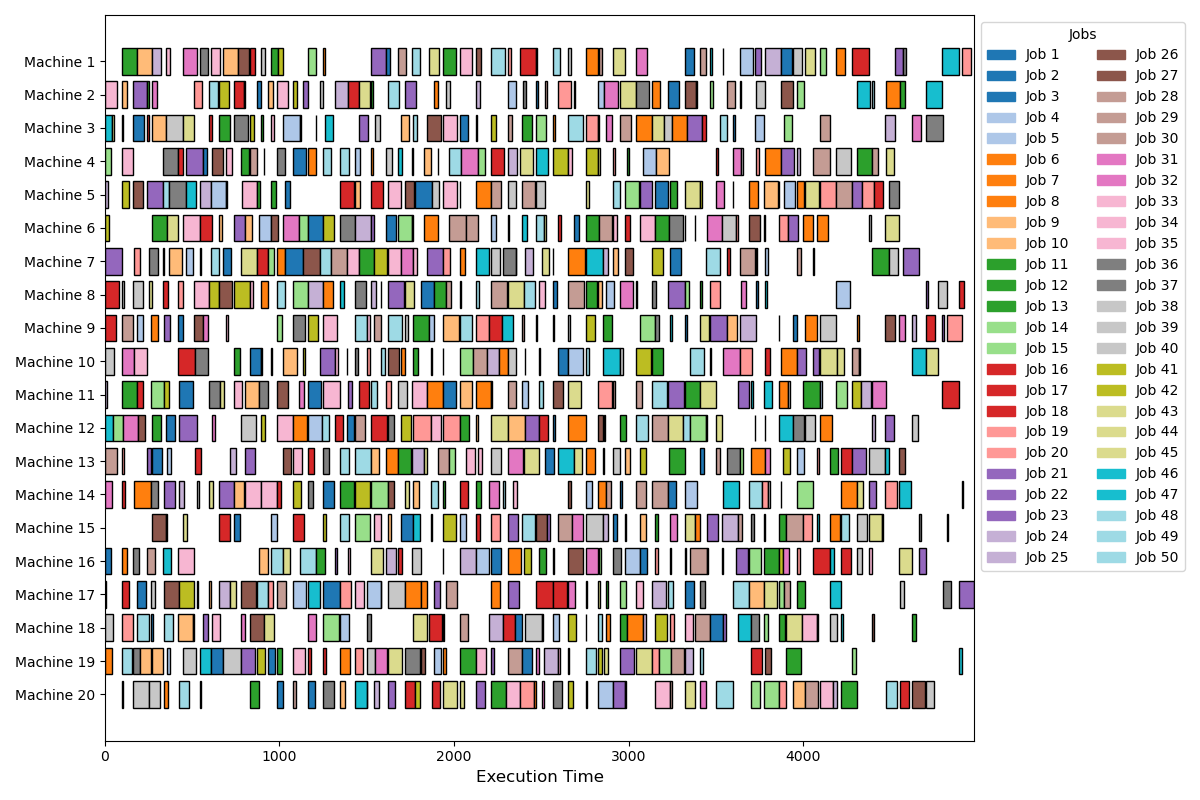 Machine 1
Machine 2
Machine 3
Machine 4
Machine 5
Machine 6
Machine 7
Machine 8
Machine 9
Machine 10
Machine 11
Machine 12
Machine 13
Machine 14
Machine 15
Machine 16
Machine 17
Machine 18
Machine 19
Machine 20
0 1000 2000 3000 4000
Execution Time
Jobs
Job 1 Job 26
Job 2 Job 27
Job 3 Job 28
Job 4 Job 29
Job 5 Job 30
Job 6 Job 31
Job 7 Job 32
Job 8 Job 33
Job 9 Job 34
Job 10 Job 35
Job 11 Job 36
Job 12 Job 37
Job 13 Job 38
Job 14 Job 39
Job 15 Job 40
Job 16 Job 41
Job 17 Job 42
Job 18 Job 43
Job 19 Job 44
Job 20 Job 45
Job 21 Job 46
Job 22 Job 47
Job 23 Job 48
Job 24 Job 49
Job 25 Job 50